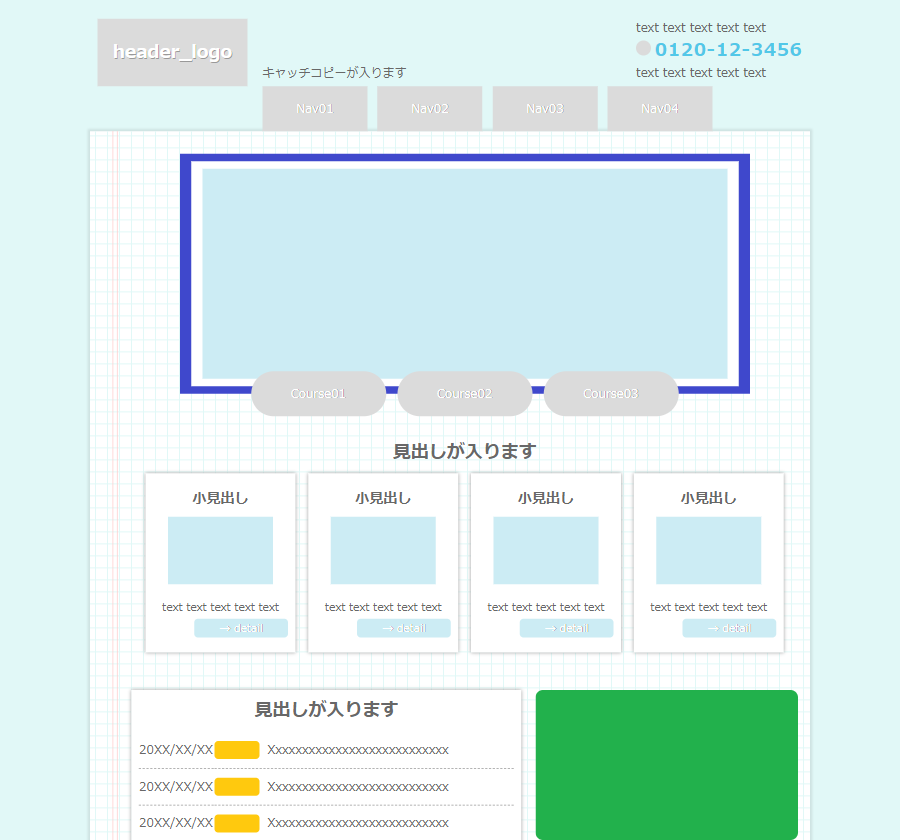 header_logo
キャッチコピーが入ります
text text text text text
0120-12-3456
text text text text text
Nav01 Nav02 Nav03 Nav04
Course01 Course02 Course03
見出しが入ります
小見出し 小見出し 小見出し 小見出し
text text text text text text text text text text text text text text text text text text text text
→ detail → detail → detail → detail
見出しが入ります
20XX/XX/XX Xxxxxxxxxxxxxxxxxxxxxxxxxxx
20XX/XX/XX Xxxxxxxxxxxxxxxxxxxxxxxxxxx
20XX/XX/XX Xxxxxxxxxxxxxxxxxxxxxxxxxxx